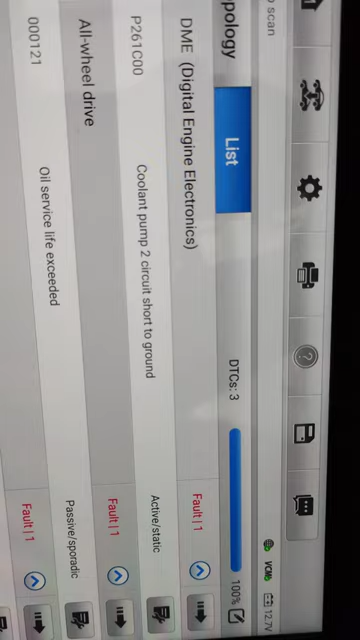 scan
VCMI 12.7V
pology List DTCs: 3 100%
DME (Digital Engine Electronics) Fault | 1
P261C00 Coolant pump 2 circuit short to ground Active/static
All-wheel drive Fault | 1
000121 Oil service life exceeded Passive/sporadic
Fault | 1